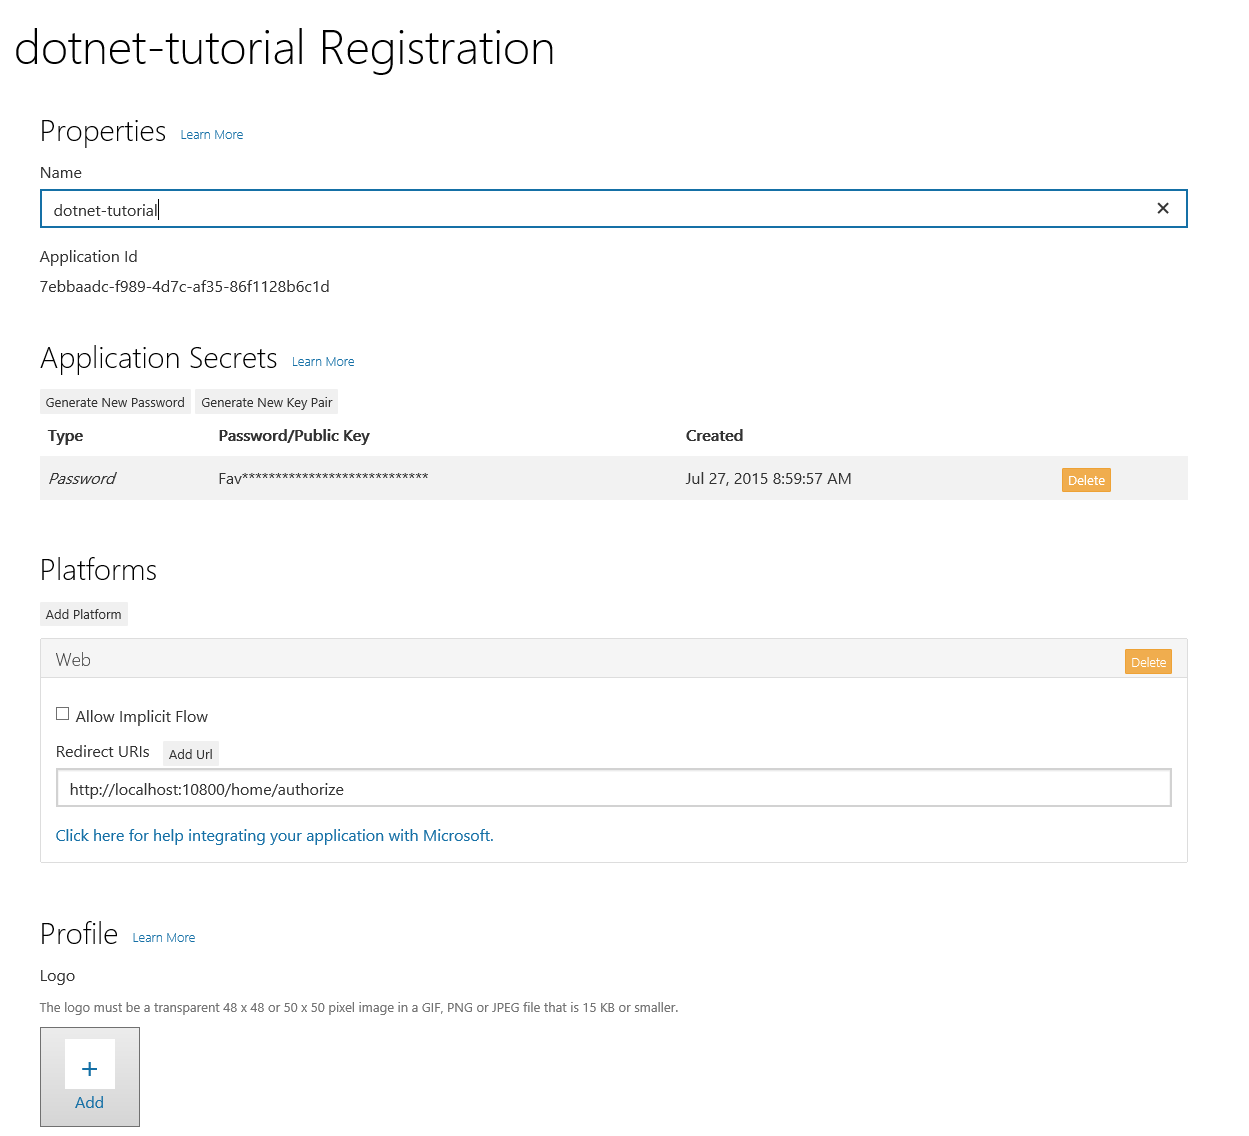 dotnet-tutorial Registration
Properties Learn More
Name
dotnet-tutorial
Application Id
7ebbaadc-f989-4d7c-af35-86f1128b6c1d
Application Secrets Learn More
Generate New Password Generate New Key Pair
Type Password/Public Key Created
Password Fav**************************** Jul 27, 2015 8:59:57 AM Delete
Platforms
Add Platform
Web Delete
Allow Implicit Flow
Redirect URIs Add Url
http://localhost:10800/home/authorize
Click here for help integrating your application with Microsoft.
Profile Learn More
Logo
The logo must be a transparent 48 x 48 or 50 x 50 pixel image in a GIF, PNG or JPEG file that is 15 KB or smaller.
Add